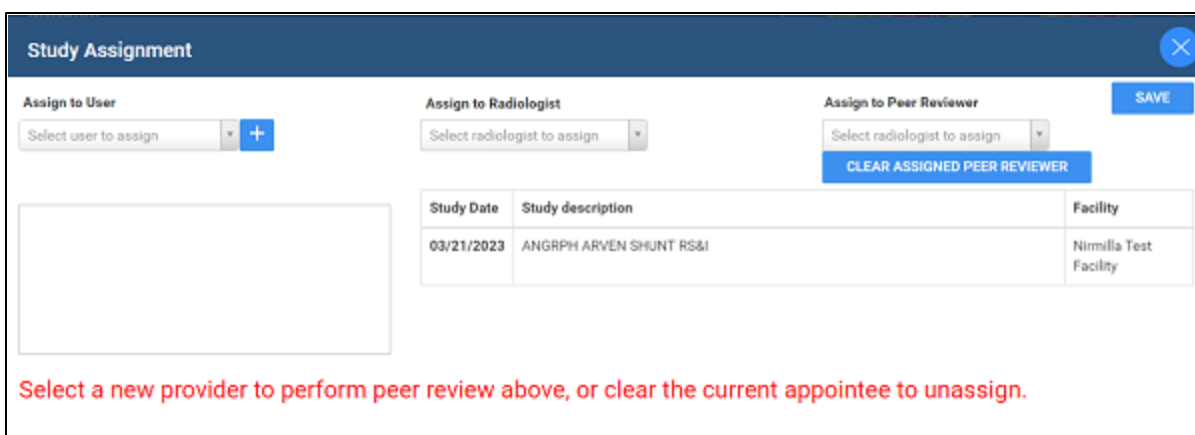 Study Assignment
Assign to User
Assign to Radiologist
Assign to Peer Reviewer
SAVE
Select user to assign
+
Select radiologist to assign
Select radiologist to assign
CLEAR ASSIGNED PEER REVIEWER
Study Date Study description Facility
03/21/2023 ANGRPH ARVEN SHUNT RS&I Nirmilla Test
Facility
Select a new provider to perform peer review above, or clear the current appointee to unassign.